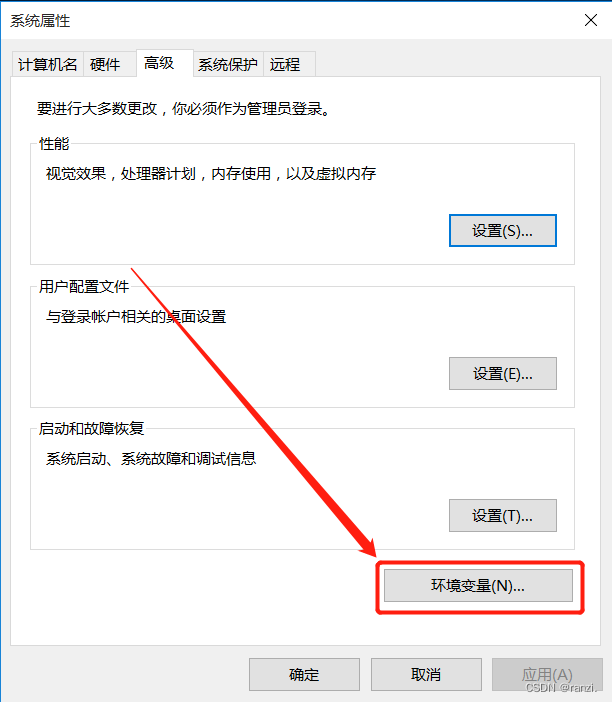 系统属性
计算机名 硬件 高级 系统保护 远程
要进行大多数更改，你必须作为管理员登录。
性能
视觉效果，处理器计划，内存使用，以及虚拟内存
设置(S)...
用户配置文件
与登录帐户相关的桌面设置
设置(E)...
启动和故障恢复
系统启动、系统故障和调试信息
设置(T)...
环境变量(N)...
确定 取消 应用(A)
CSDN @ranzi.